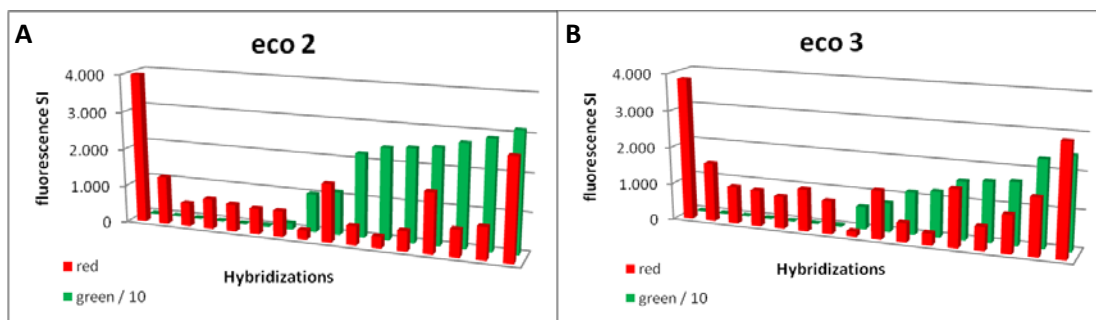 A
eco 2
4.000
3.000
2.000
1.000
0
fluorescence SI
Hybridizations
red
green / 10
B
eco 3
4.000
3.000
2.000
1.000
0
fluorescence SI
Hybridizations
red
green / 10